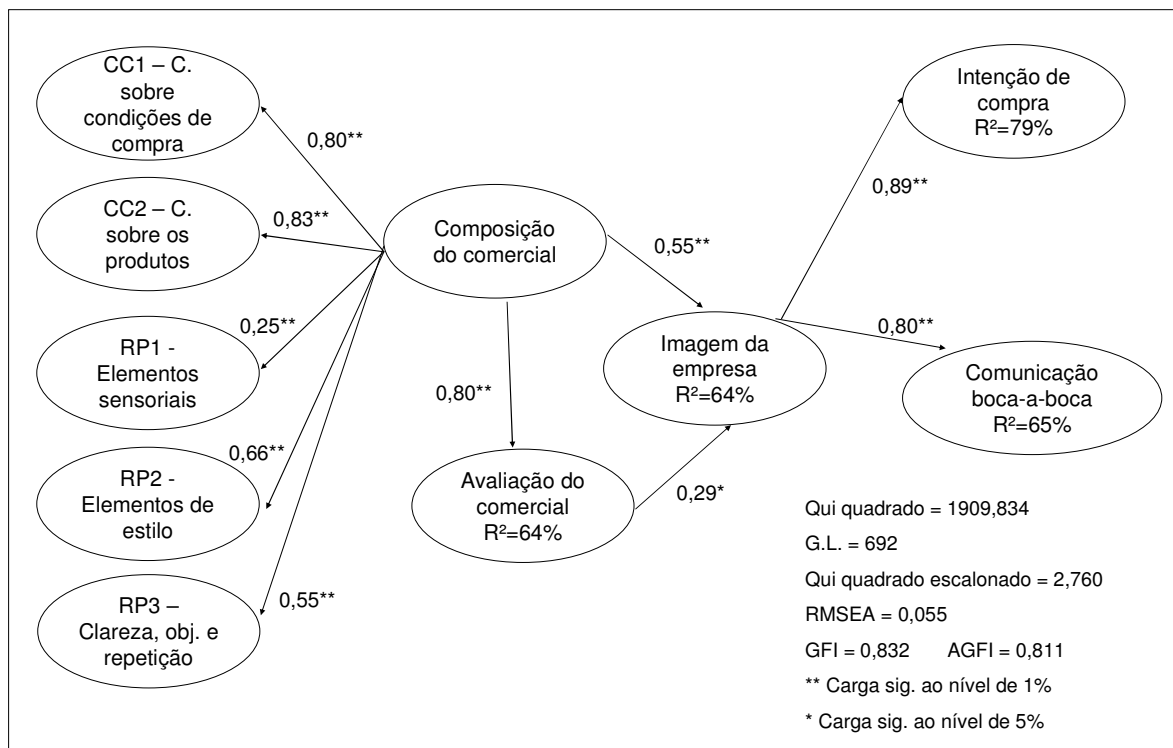 CC1 – C.
sobre
condições de
compra
0,80**
CC2 – C.
sobre os
produtos
0,83**
RP1 -
Elementos
sensoriais
0,25**
RP2 -
Elementos de
estilo
0,66**
RP3 –
Clareza, obj. e
repetição
0,55**
Composição
do comercial
0,55**
0,80**
Avaliação do
comercial
R²=64%
0,29*
Imagem da
empresa
R²=64%
0,89**
0,80**
Intenção de
compra
R²=79%
Comunicação
boca-a-boca
R²=65%
Qui quadrado = 1909,834
G.L. = 692
Qui quadrado escalonado = 2,760
RMSEA = 0,055
GFI = 0,832 AGFI = 0,811
** Carga sig. ao nível de 1%
* Carga sig. ao nível de 5%